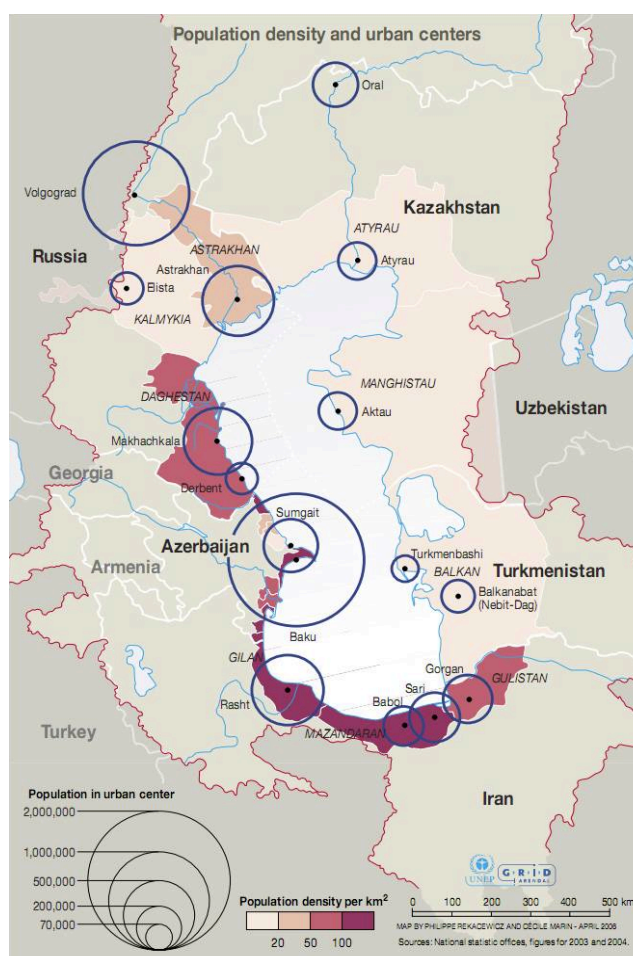 Population density and urban centers
Oral
Volgograd
Kazakhstan
ATYRAU
Russia
ASTRAKHAN
Astrakhan
Atyrau
Elista
KALMYKIA
MANGHISTAU
DAGHESTAN
Aktau
Uzbekistan
Makhachkala
Georgia
Derbent
Sumgait
Azerbaijan
Turkmenbashi
Armenia
BALKAN
Turkmenistan
Balkanabat
(Nebit-Dag)
Baku
GILAN
Gorgan
GULISTAN
Sari
Rasht
Babol
Turkey
MAZANDARAN
Population in urban center
Iran
2,000,000
1,000,000
500,000
200,000
70,000
UNEP
GRID
ARENDAL
Population density per km2
20 50 100
0 100 200 300 400 500 km
MAP BY PHILIPPE REKACEWICZ AND CÉCILE MARIN - APRIL 2006
Sources: National statistic offices, figures for 2003 and 2004.